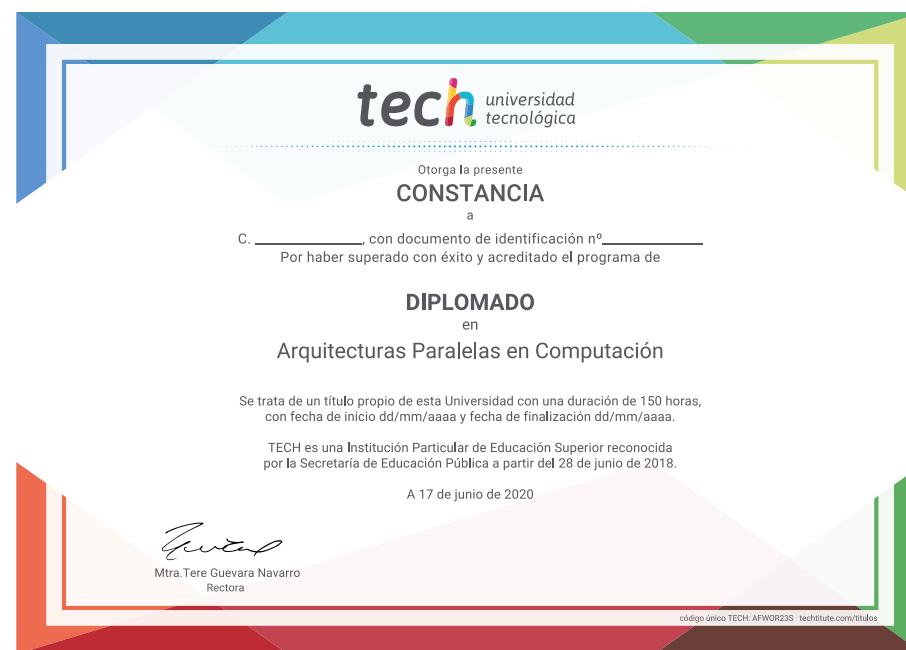 tech universidad
tecnológica
Otorga la presente
CONSTANCIA
a
C. ______________, con documento de identificación nº______________
Por haber superado con éxito y acreditado el programa de
DIPLOMADO
en
Arquitecturas Paralelas en Computación
Se trata de un título propio de esta Universidad con una duración de 150 horas,
con fecha de inicio dd/mm/aaaa y fecha de finalización dd/mm/aaaa.
TECH es una Institución Particular de Educación Superior reconocida
por la Secretaría de Educación Pública a partir del 28 de junio de 2018.
A 17 de junio de 2020
Mtra.Tere Guevara Navarro
Rectora
código único TECH: AFWOR23S techtitute.com/titulos